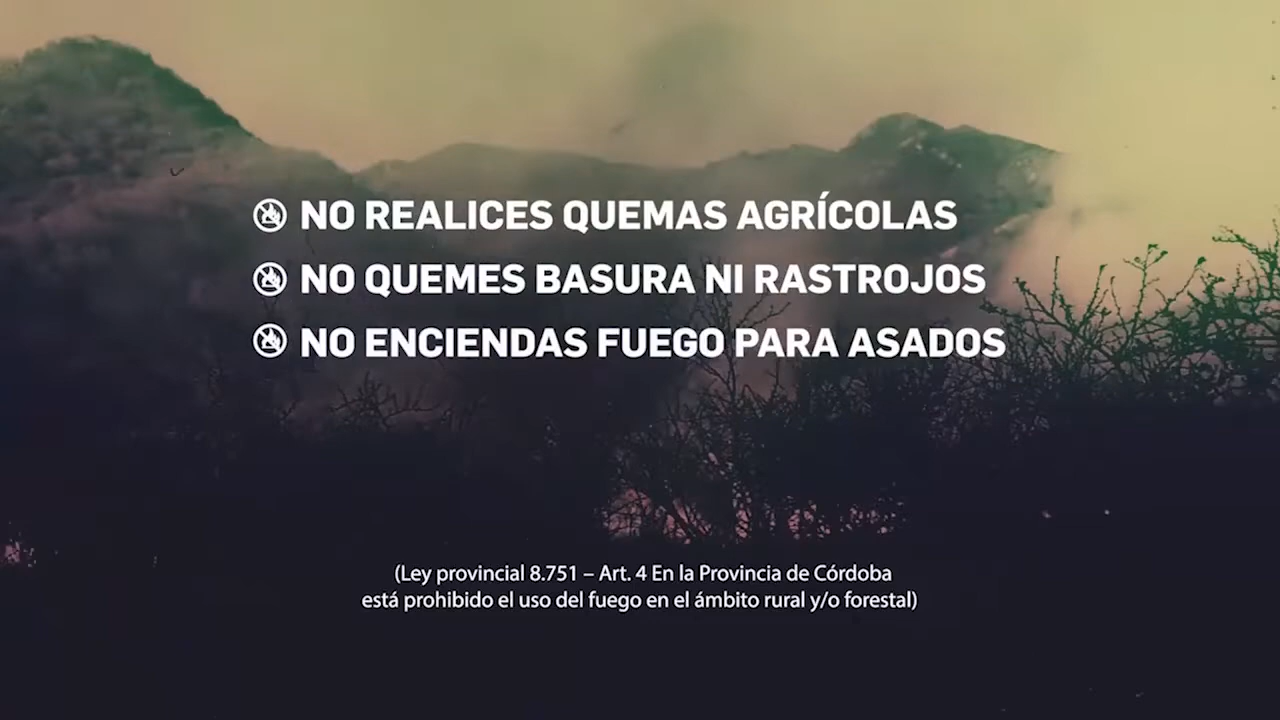 NO REALICES QUEMAS AGRÍCOLAS
NO QUEMES BASURA NI RASTROJOS
NO ENCIENDAS FUEGO PARA ASADOS
(Ley provincial 8.751 – Art. 4 En la Provincia de Córdoba
está prohibido el uso del fuego en el ámbito rural y/o forestal)